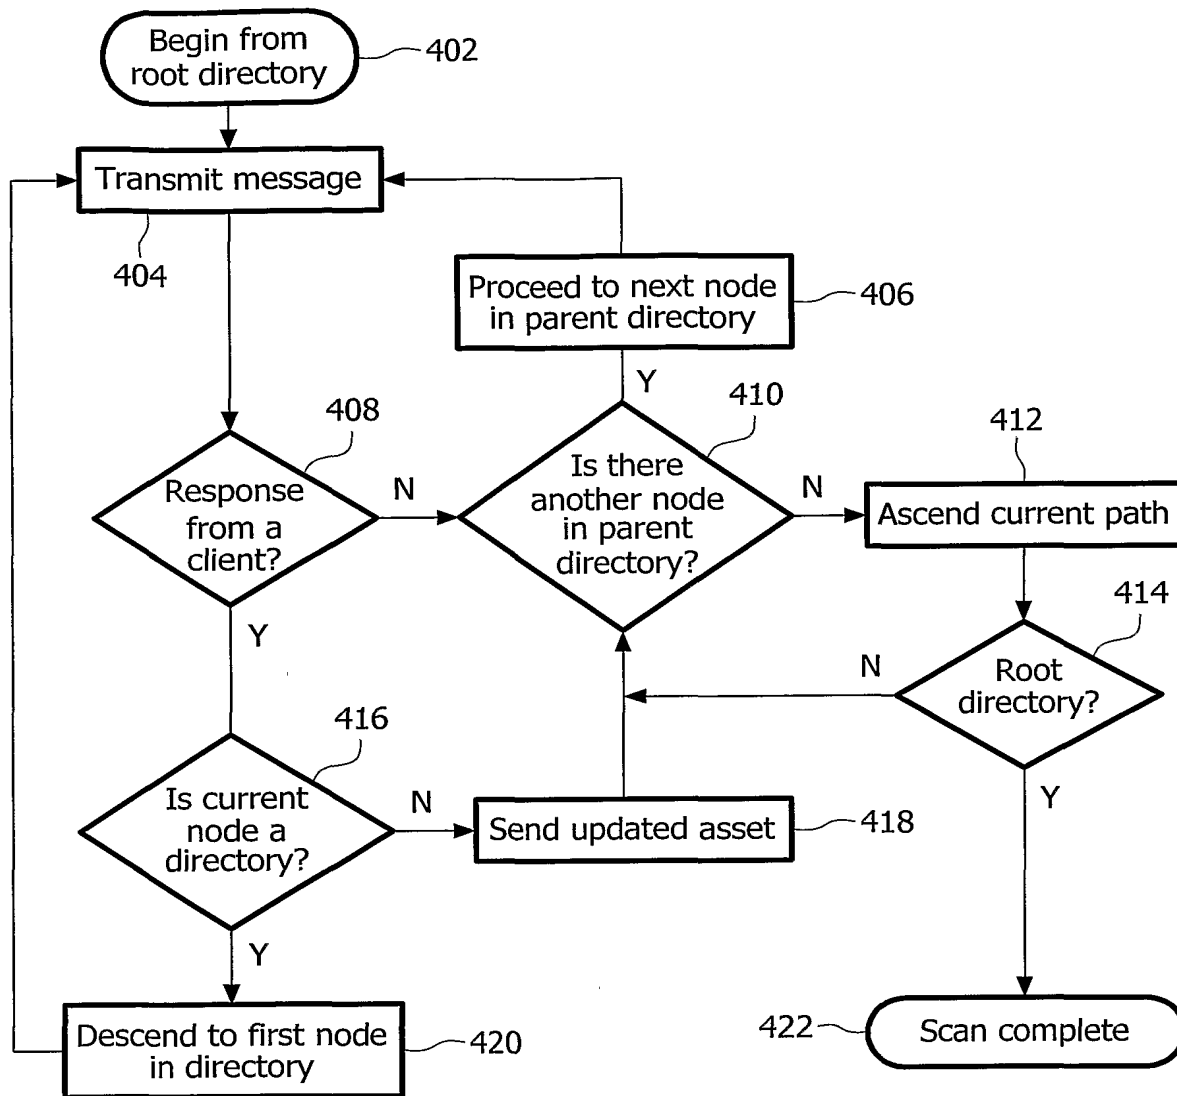 Begin from
root directory
402
Transmit message
404
Proceed to next node
in parent directory
406
Y
408
410
412
Response
from a
client?
N
Is there
another node
in parent
directory?
N
Ascend current path
Y
414
N
Root
directory?
416
Y
Is current
node a
directory?
N
Send updated asset
418
Y
Descend to first node
in directory
420
422
Scan complete